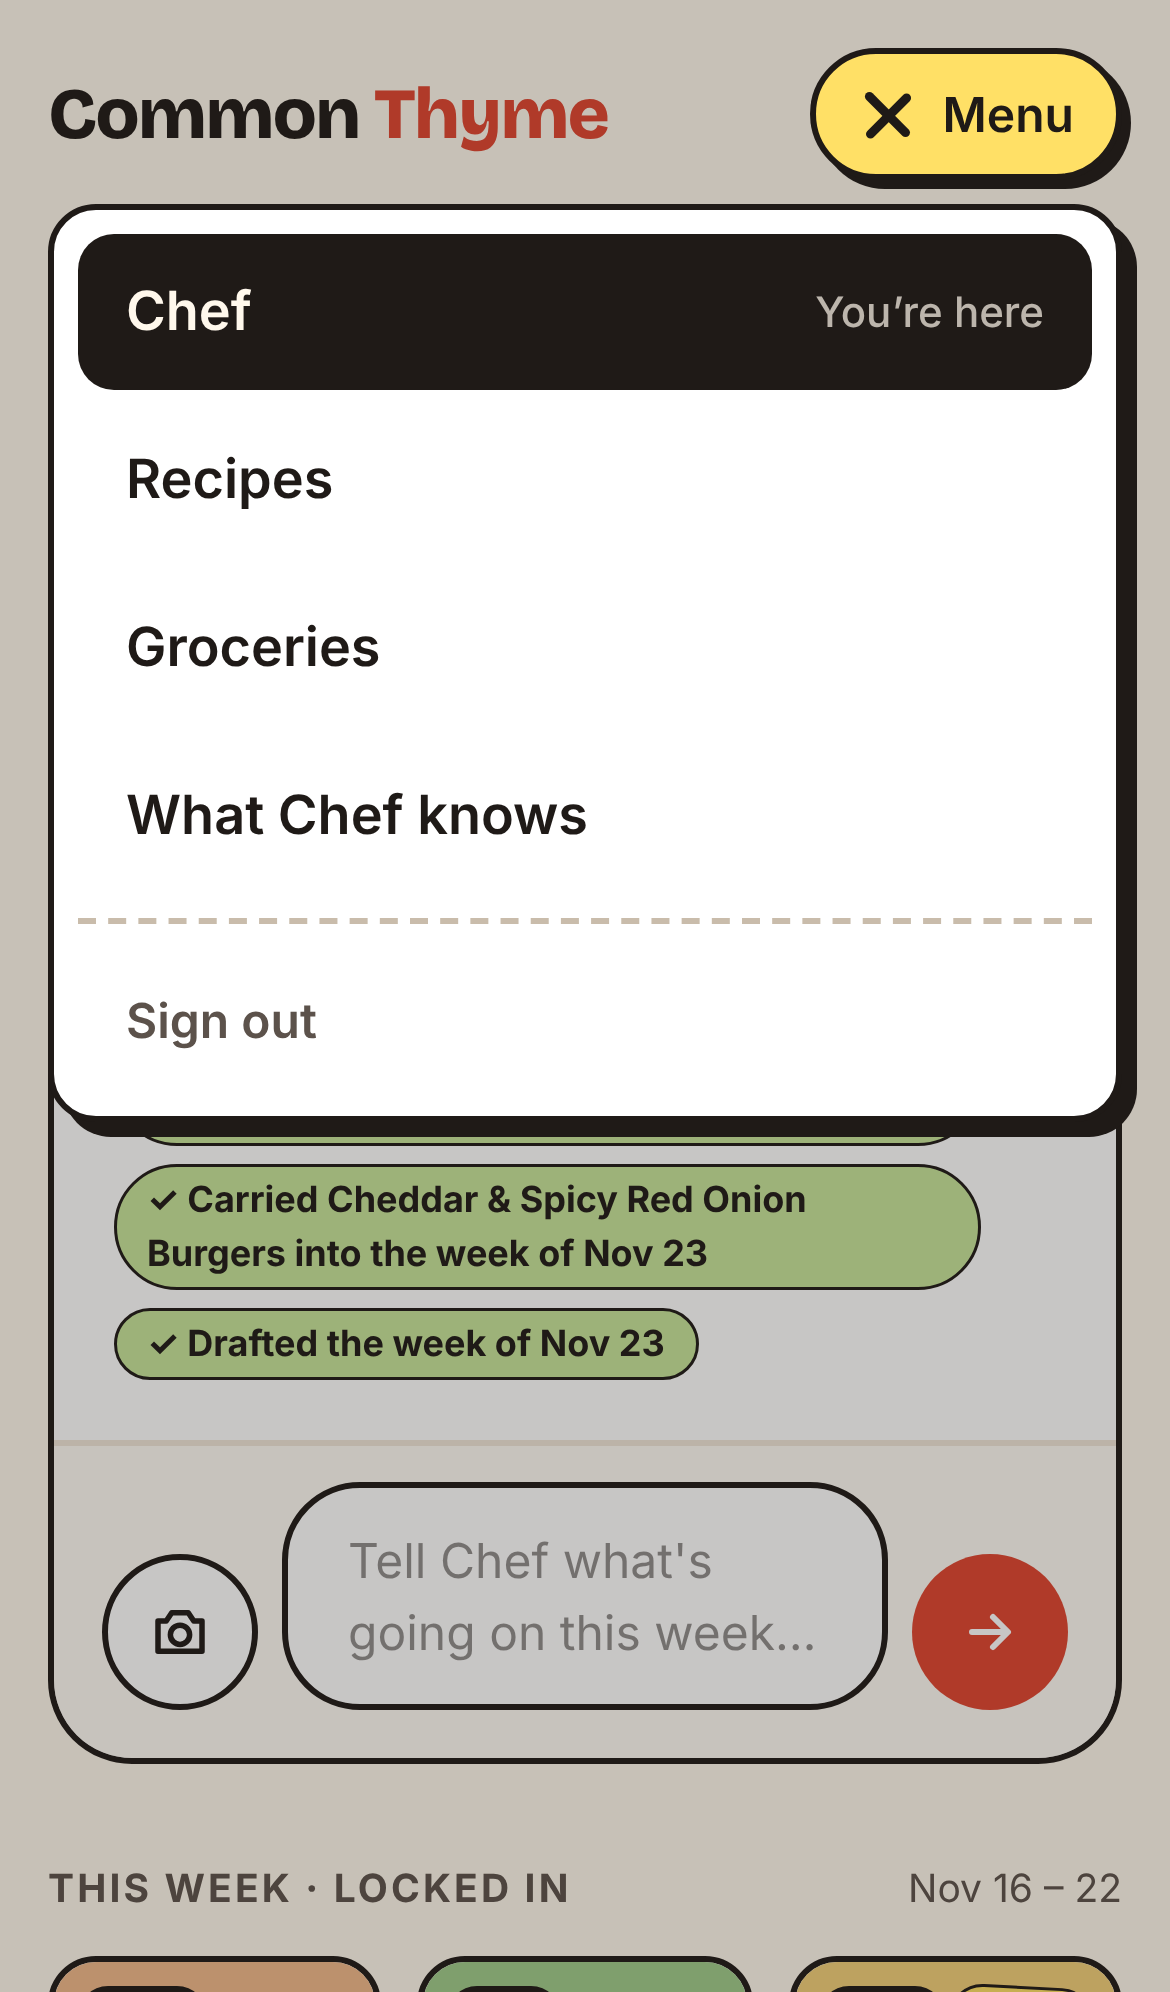 Common Thyme
Menu
Chef
You’re here
Recipes
Groceries
What Chef knows
Sign out
✓ Carried Cheddar & Spicy Red Onion
Burgers into the week of Nov 23
✓ Drafted the week of Nov 23
Tell Chef what's
going on this week...
THIS WEEK · LOCKED IN
Nov 16 – 22